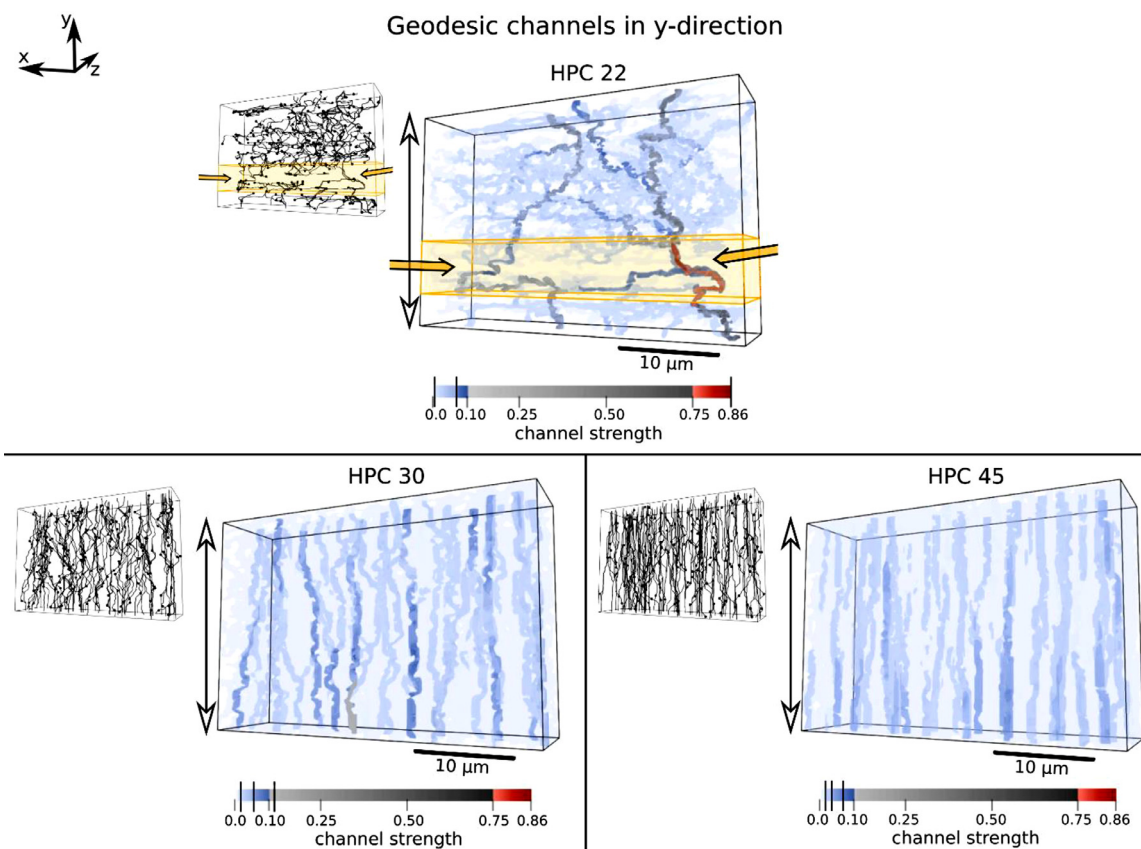 Geodesic channels in y-direction
y
x
z
HPC 22
10 µm
0.0 0.10 0.25 0.50 0.75 0.86
channel strength
HPC 30
10 µm
0.0 0.10 0.25 0.50 0.75 0.86
channel strength
HPC 45
10 µm
0.0 0.10 0.25 0.50 0.75 0.86
channel strength